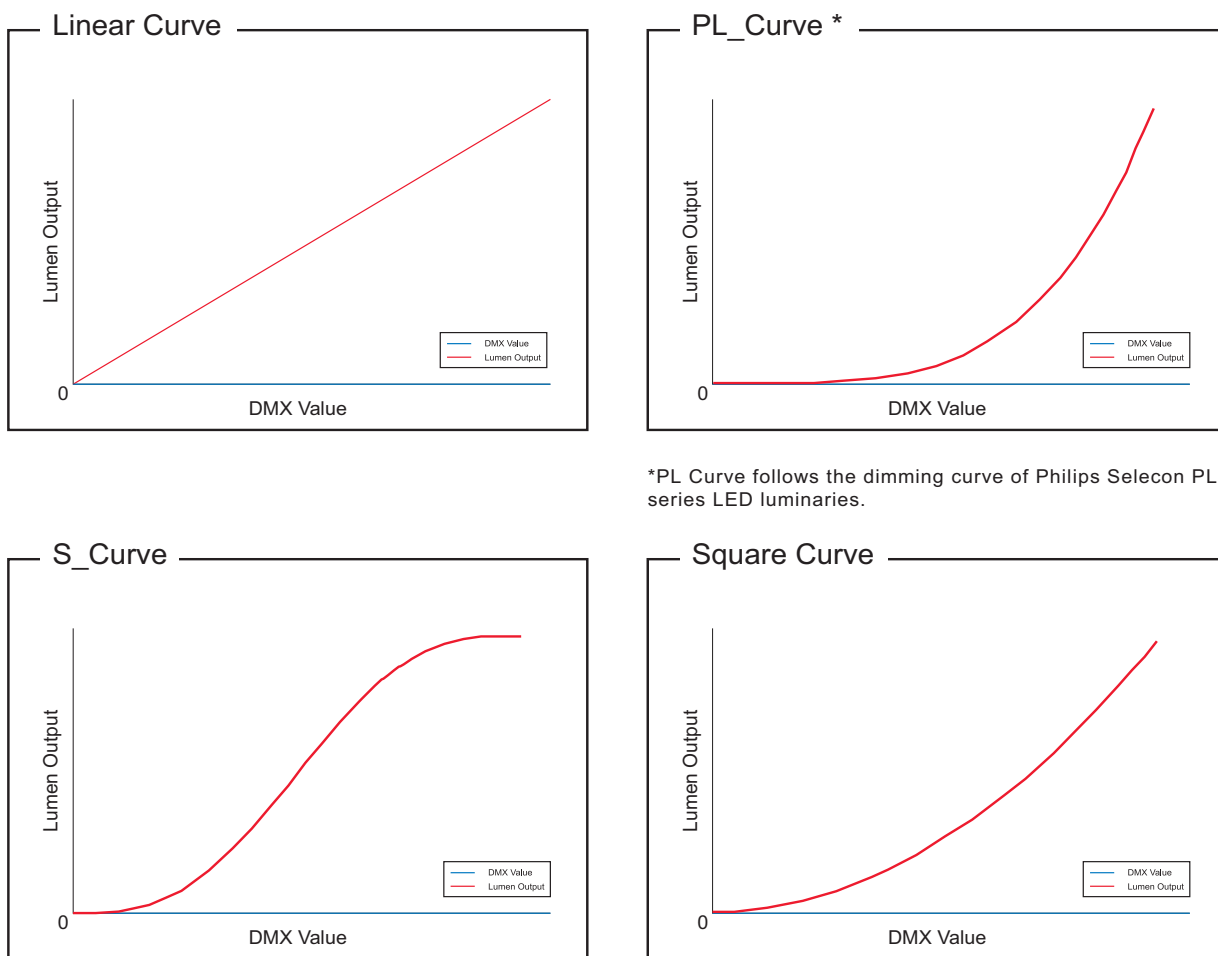 Linear Curve
Lumen Output
DMX Value
Lumen Output
0
DMX Value
PL_Curve *
Lumen Output
DMX Value
Lumen Output
0
DMX Value
*PL Curve follows the dimming curve of Philips Selecon PL
series LED luminaries.
S_Curve
Lumen Output
DMX Value
Lumen Output
0
DMX Value
Square Curve
Lumen Output
DMX Value
Lumen Output
0
DMX Value